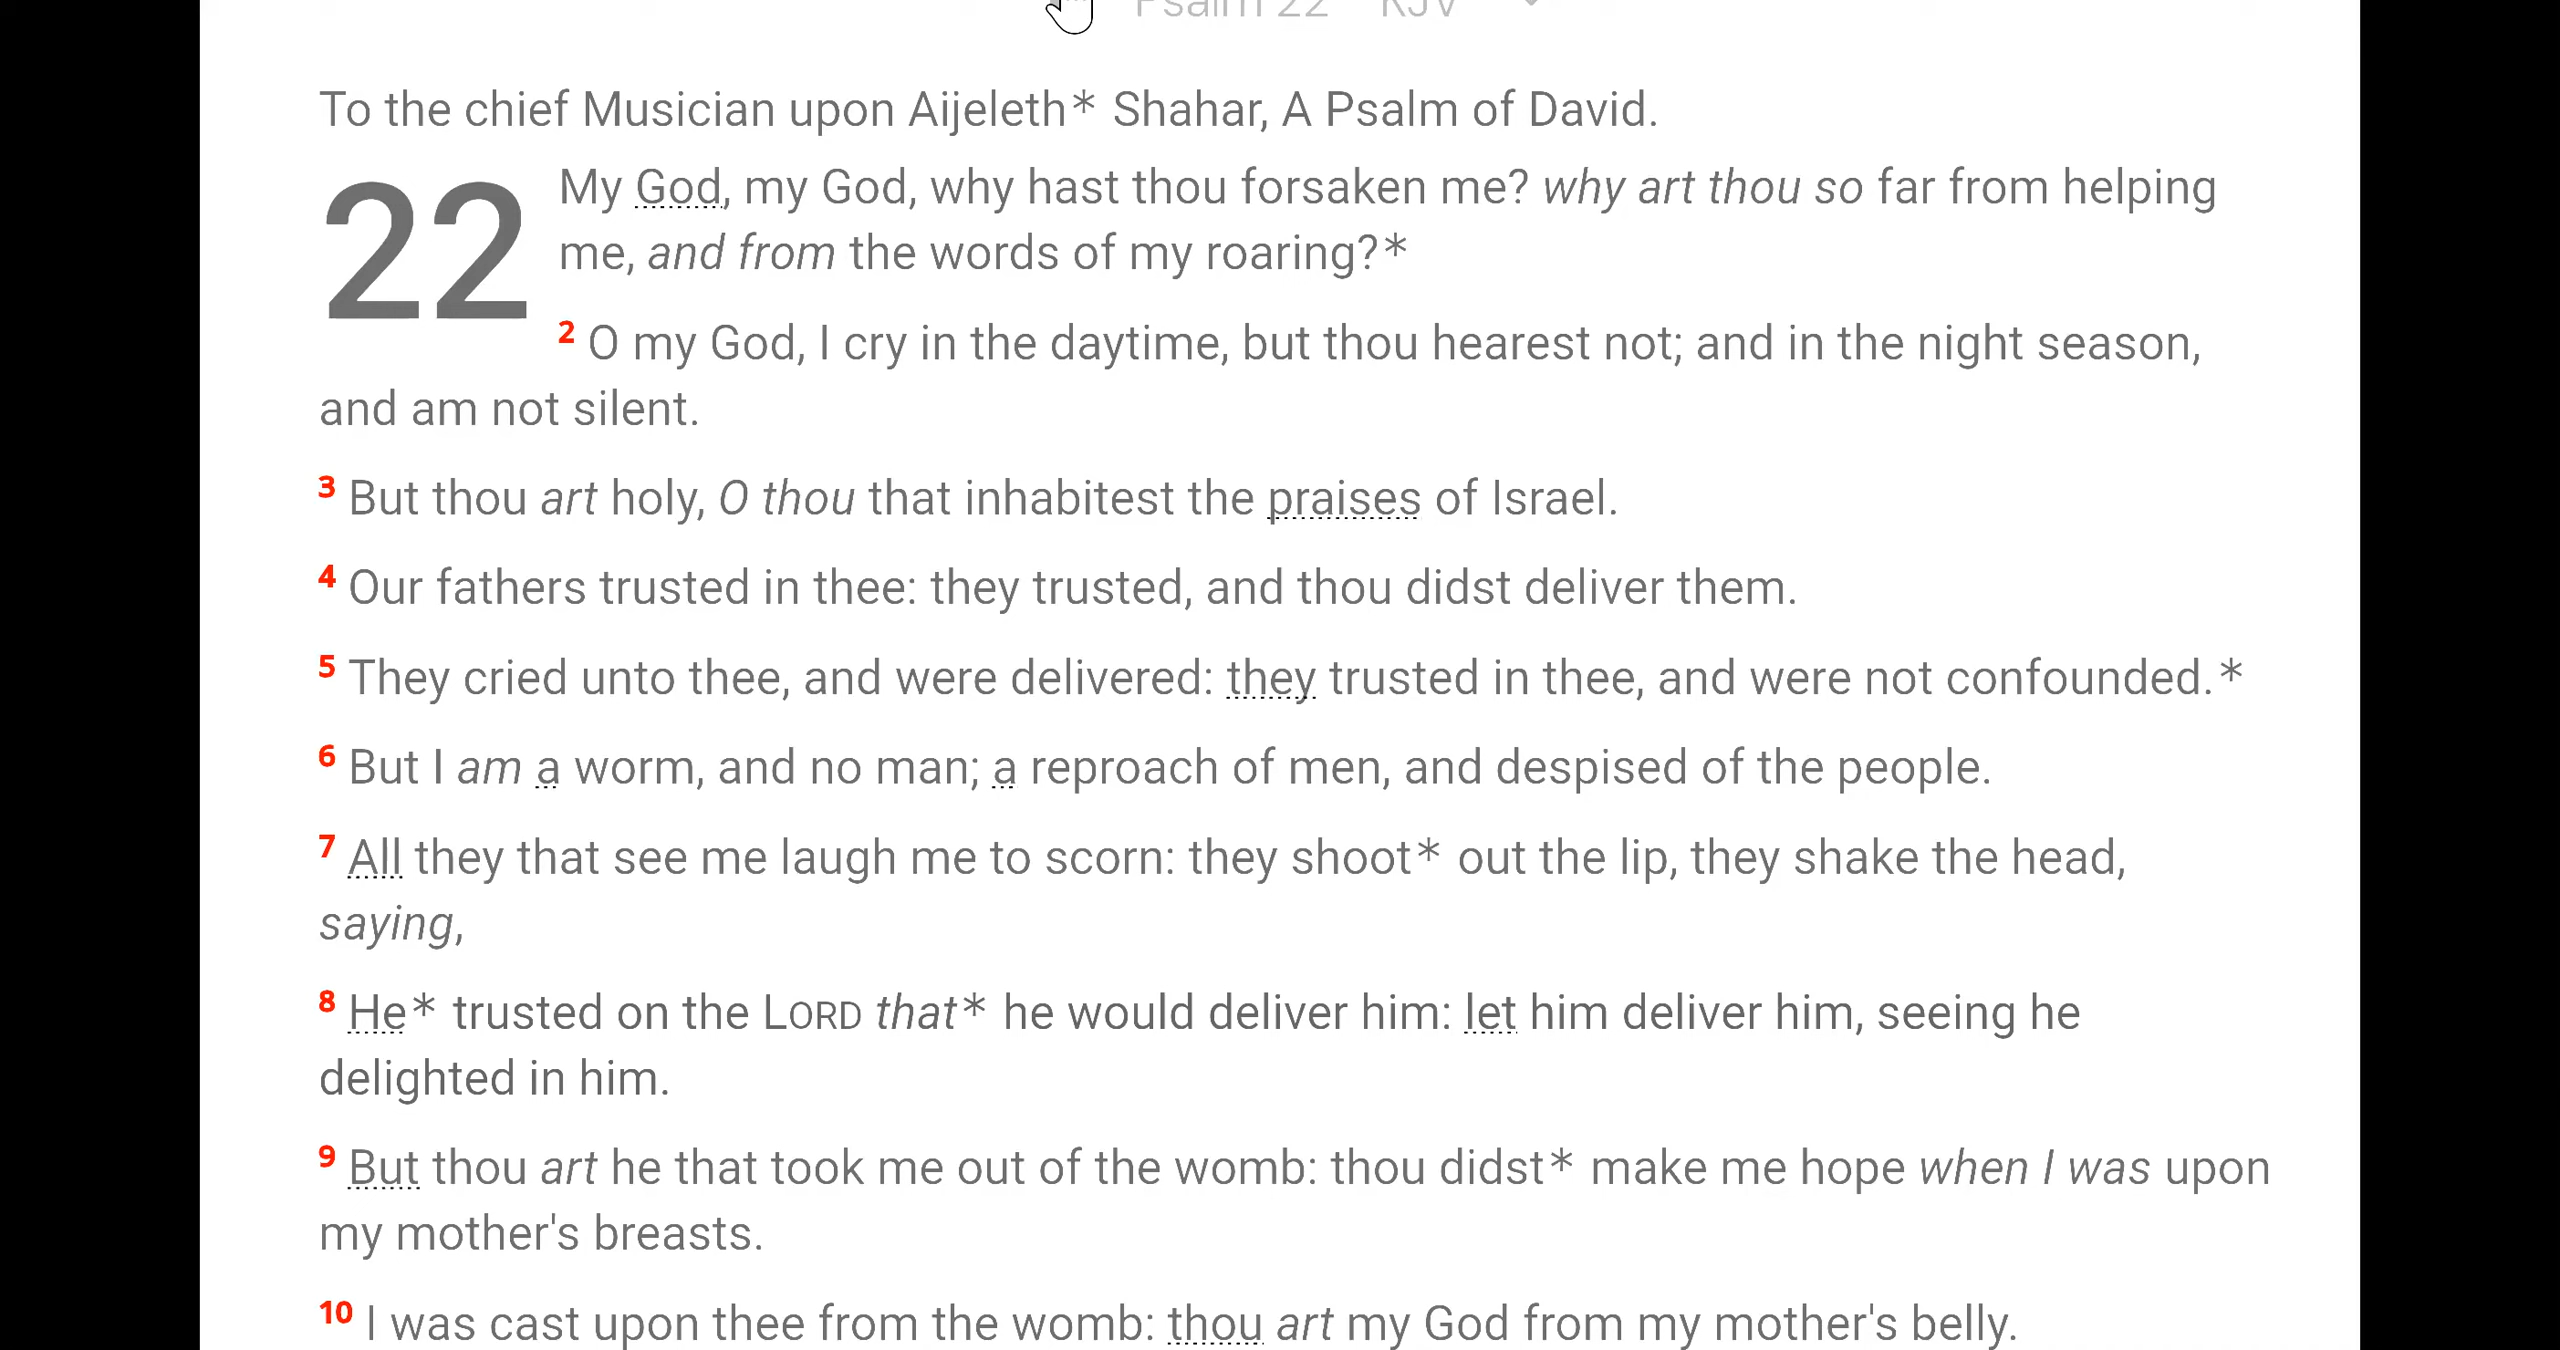 Psalm 22 KJV
To the chief Musician upon Aijeleth* Shahar, A Psalm of David.
22 My God, my God, why hast thou forsaken me? why art thou so far from helping
me, and from the words of my roaring?*
2 O my God, I cry in the daytime, but thou hearest not; and in the night season,
and am not silent.
3 But thou art holy, O thou that inhabitest the praises of Israel.
4 Our fathers trusted in thee: they trusted, and thou didst deliver them.
5 They cried unto thee, and were delivered: they trusted in thee, and were not confounded.*
6 But I am a worm, and no man; a reproach of men, and despised of the people.
7 All they that see me laugh me to scorn: they shoot* out the lip, they shake the head,
saying,
8 He* trusted on the LORD that* he would deliver him: let him deliver him, seeing he
delighted in him.
9 But thou art he that took me out of the womb: thou didst* make me hope when I was upon
my mother's breasts.
10 I was cast upon thee from the womb: thou art my God from my mother's belly.